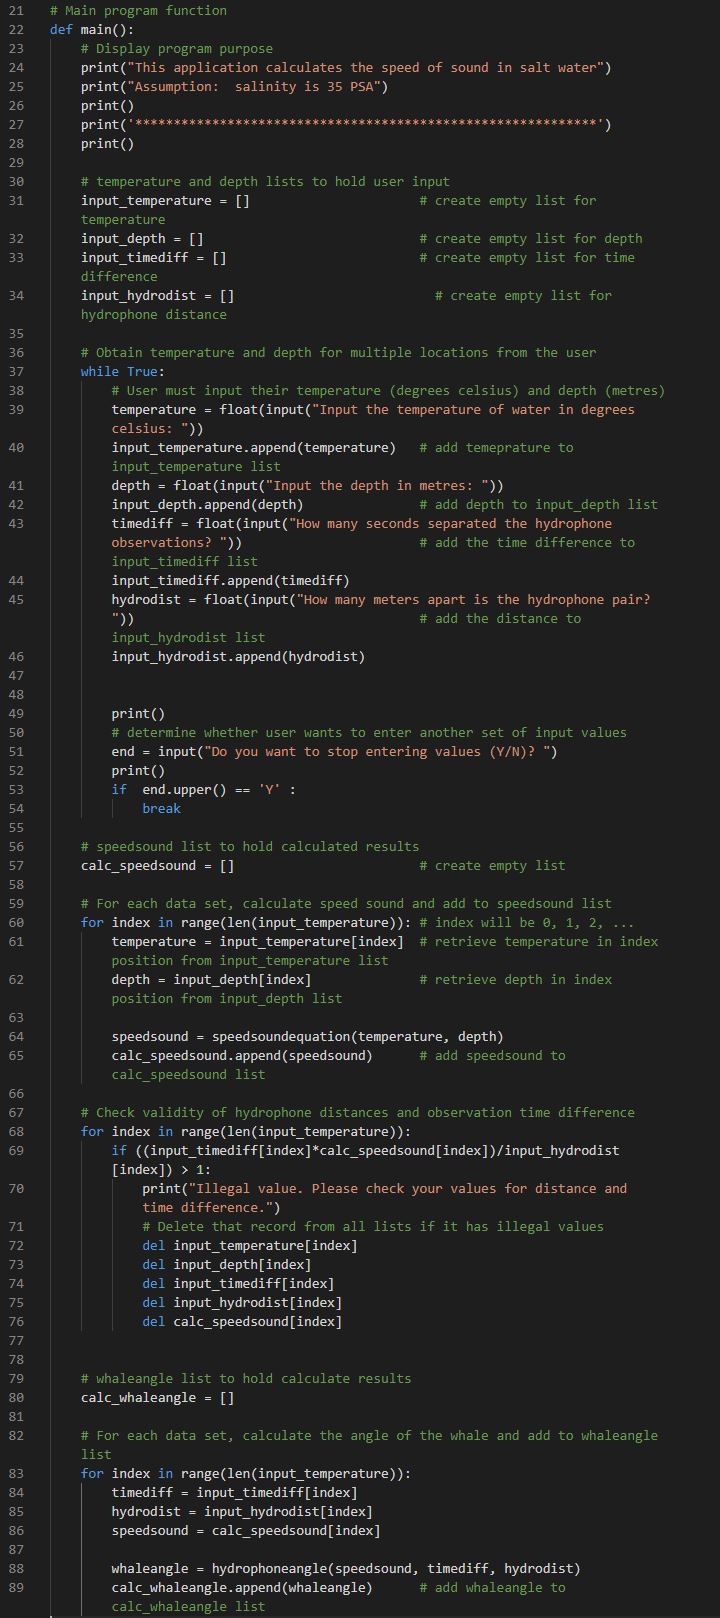 21 # Main program function
22 def main():
23     # Display program purpose
24     print("This application calculates the speed of sound in salt water")
25     print("Assumption:  salinity is 35 PSA")
26     print()
27     print('************************************************************')
28     print()
29
30     # temperature and depth lists to hold user input
31     input_temperature = []                      # create empty list for
    temperature
32     input_depth = []                            # create empty list for depth
33     input_timediff = []                         # create empty list for time
    difference
34     input_hydrodist = []                          # create empty list for
    hydrophone distance
35
36     # Obtain temperature and depth for multiple locations from the user
37     while True:
38         # User must input their temperature (degrees celsius) and depth (metres)
39         temperature = float(input("Input the temperature of water in degrees
        celsius: "))
40         input_temperature.append(temperature)   # add temeprature to
        input_temperature list
41         depth = float(input("Input the depth in metres: "))
42         input_depth.append(depth)               # add depth to input_depth list
43         timediff = float(input("How many seconds separated the hydrophone
        observations? "))                       # add the time difference to
        input_timediff list
44         input_timediff.append(timediff)
45         hydrodist = float(input("How many meters apart is the hydrophone pair?
        "))                                     # add the distance to
        input_hydrodist list
46         input_hydrodist.append(hydrodist)
47
48
49         print()
50         # determine whether user wants to enter another set of input values
51         end = input("Do you want to stop entering values (Y/N)? ")
52         print()
53         if  end.upper() == 'Y' :
54             break
55
56     # speedsound list to hold calculated results
57     calc_speedsound = []                        # create empty list
58
59     # For each data set, calculate speed sound and add to speedsound list
60     for index in range(len(input_temperature)): # index will be 0, 1, 2, ...
61         temperature = input_temperature[index]  # retrieve temperature in index
        position from input_temperature list
62         depth = input_depth[index]              # retrieve depth in index
        position from input_depth list
63
64         speedsound = speedsoundequation(temperature, depth)
65         calc_speedsound.append(speedsound)      # add speedsound to
        calc_speedsound list
66
67     # Check validity of hydrophone distances and observation time difference
68     for index in range(len(input_temperature)):
69         if ((input_timediff[index]*calc_speedsound[index])/input_hydrodist
        [index]) > 1:
70             print("Illegal value. Please check your values for distance and
            time difference.")
71             # Delete that record from all lists if it has illegal values
72             del input_temperature[index]
73             del input_depth[index]
74             del input_timediff[index]
75             del input_hydrodist[index]
76             del calc_speedsound[index]
77
78
79     # whaleangle list to hold calculate results
80     calc_whaleangle = []
81
82     # For each data set, calculate the angle of the whale and add to whaleangle
    list
83     for index in range(len(input_temperature)):
84         timediff = input_timediff[index]
85         hydrodist = input_hydrodist[index]
86         speedsound = calc_speedsound[index]
87
88         whaleangle = hydrophoneangle(speedsound, timediff, hydrodist)
89         calc_whaleangle.append(whaleangle)      # add whaleangle to
        calc_whaleangle list